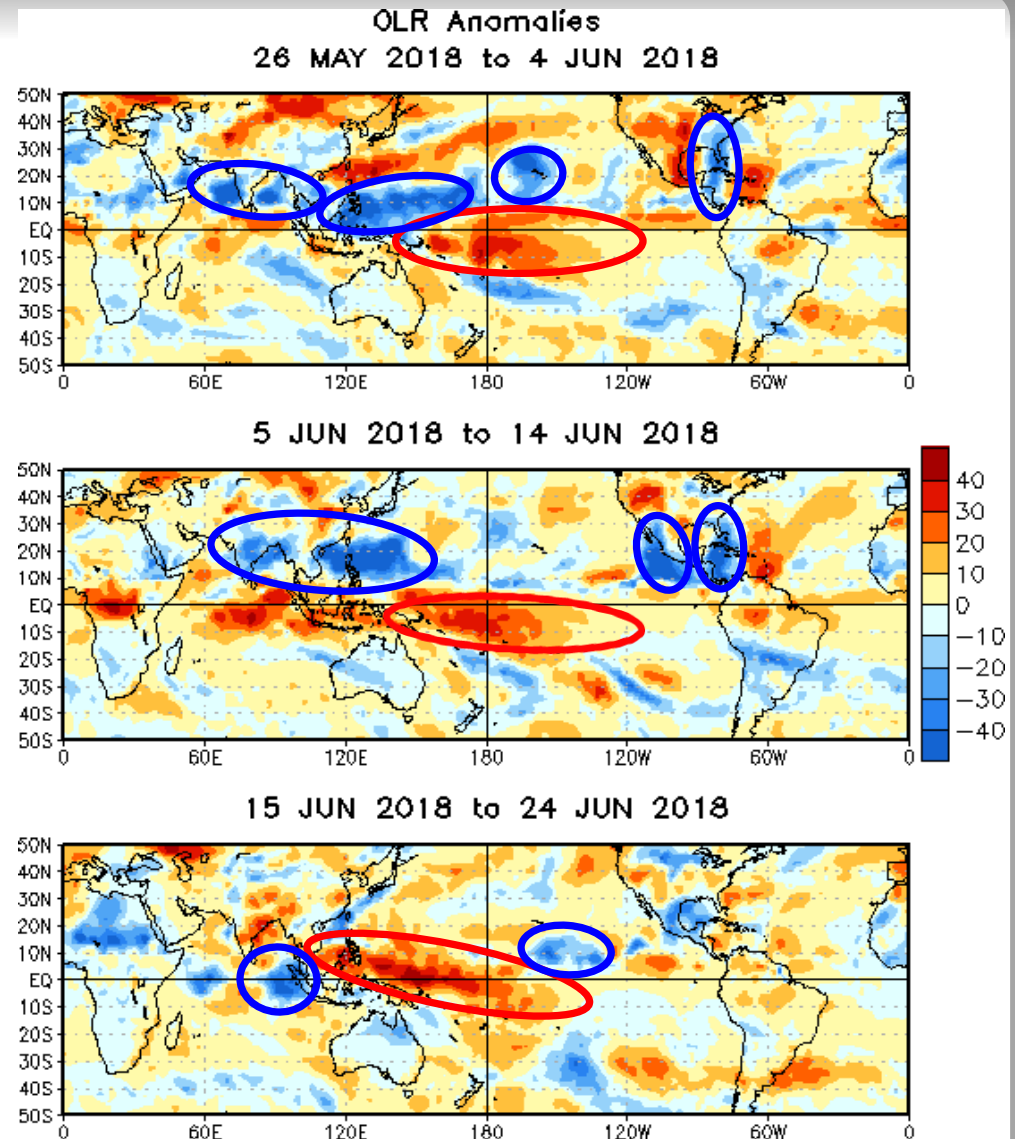 OLR Anomalies
26 MAY 2018 to 4 JUN 2018
50N
40N
30N
20N
10N
EQ
10S
20S
30S
40S
50S
0 60E 120E 180 120W 60W 0
5 JUN 2018 to 14 JUN 2018
50N
40N
30N
20N
10N
EQ
10S
20S
30S
40S
50S
0 60E 120E 180 120W 60W 0
40
30
20
10
0
-10
-20
-30
-40
15 JUN 2018 to 24 JUN 2018
50N
40N
30N
20N
10N
EQ
10S
20S
30S
40S
50S
0 60E 120E 180 120W 60W 0